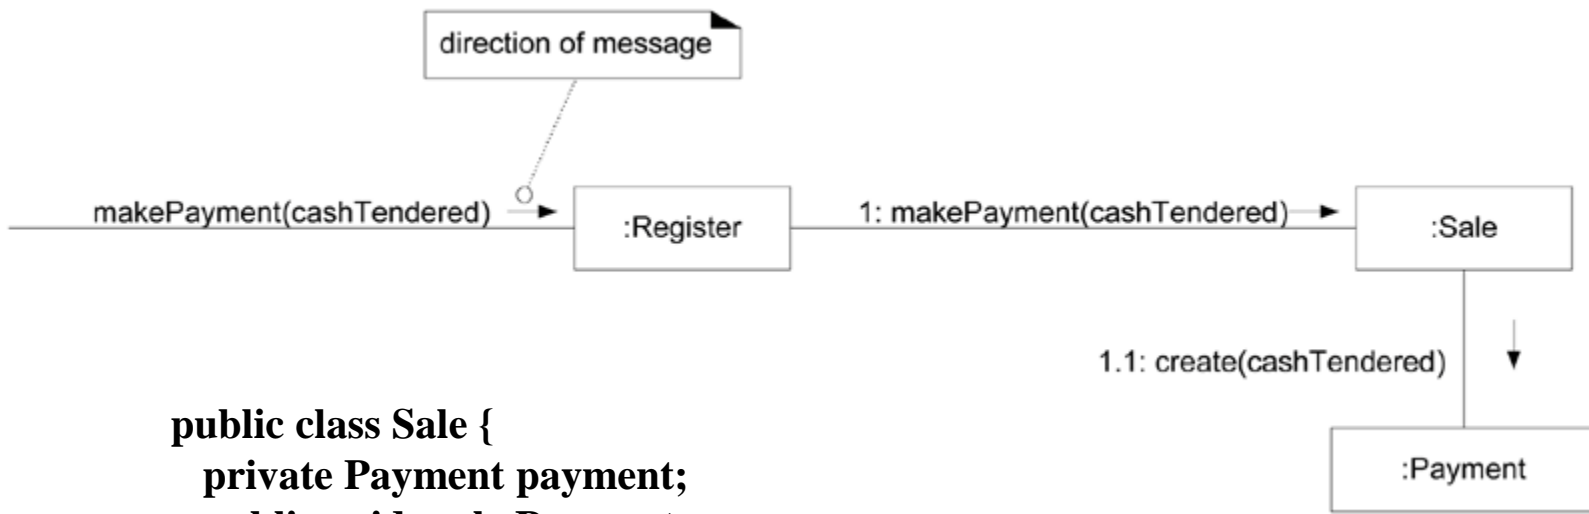 direction of message
makePayment(cashTendered)
:Register
1: makePayment(cashTendered)
:Sale
1.1: create(cashTendered)
:Payment
public class Sale {
private Payment payment;